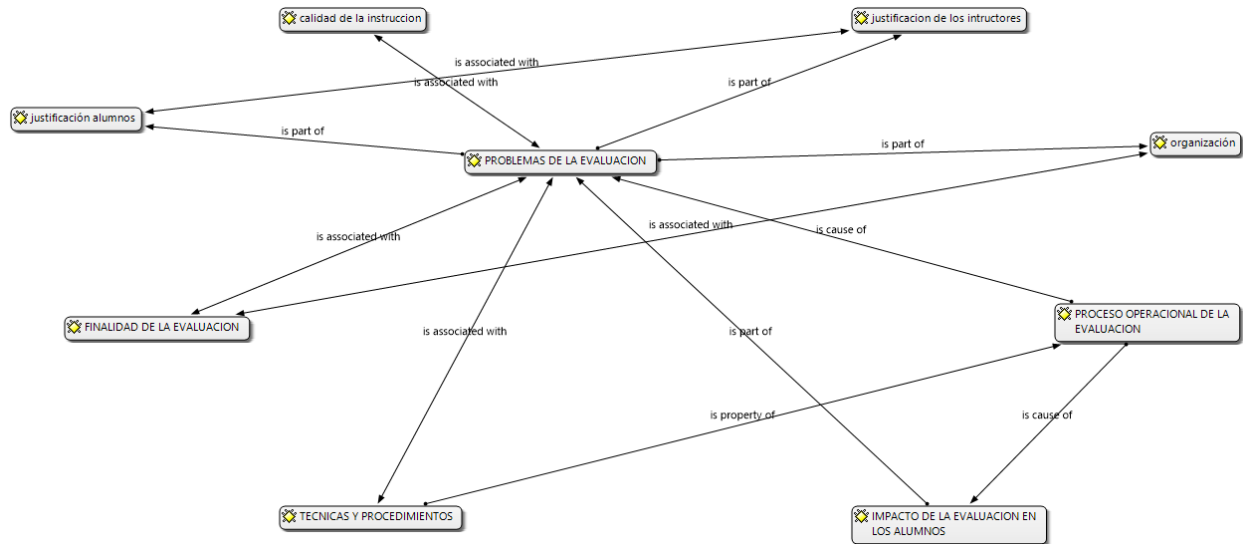 calidad de la instruccion
justificacion de los intructores
is associated with
is associated with
is part of
justificación alumnos
is part of
is part of
organización
PROBLEMAS DE LA EVALUACION
is associated with
is associated with
is cause of
FINALIDAD DE LA EVALUACION
PROCESO OPERACIONAL DE LA
EVALUACION
is associated with
is part of
is property of
is cause of
TECNICAS Y PROCEDIMIENTOS
IMPACTO DE LA EVALUACION EN
LOS ALUMNOS